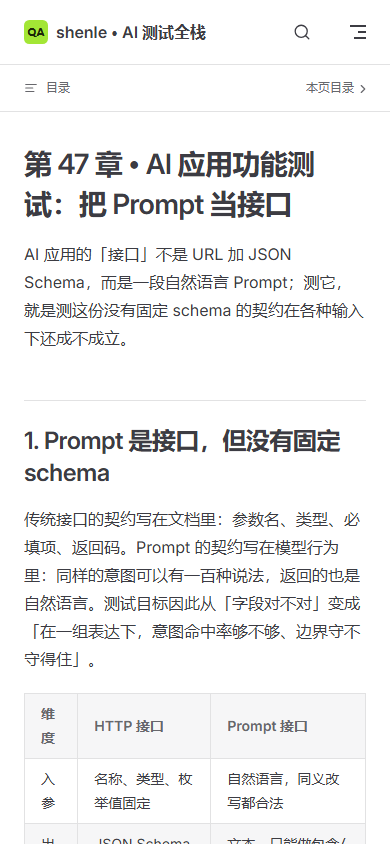 QA shenle • AI 测试全栈
目录 本页目录
第 47 章 • AI 应用功能测
试：把 Prompt 当接口
AI 应用的「接口」不是 URL 加 JSON
Schema，而是一段自然语言 Prompt；测它，
就是测这份没有固定 schema 的契约在各种输入
下还成不成立。
1. Prompt 是接口，但没有固定
schema
传统接口的契约写在文档里：参数名、类型、必
填项、返回码。Prompt 的契约写在模型行为
里：同样的意图可以有一百种说法，返回的也是
自然语言。测试目标因此从「字段对不对」变成
「在一组表达下，意图命中率够不够、边界守不
守得住」。
维度 HTTP 接口 Prompt 接口
入参 名称、类型、枚举值固定 自然语言，同义改写都合法
JSON Schema